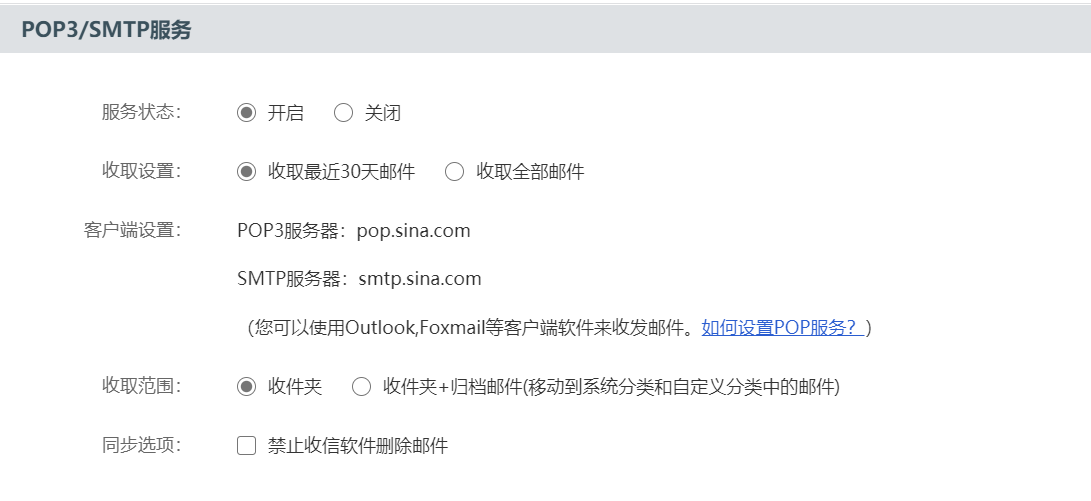 POP3/SMTP服务
服务状态： 开启 关闭
收取设置： 收取最近30天邮件 收取全部邮件
客户端设置： POP3服务器：pop.sina.com
SMTP服务器：smtp.sina.com
（您可以使用Outlook,Foxmail等客户端软件来收发邮件。如何设置POP服务？）
收取范围： 收件夹 收件夹+归档邮件(移动到系统分类和自定义分类中的邮件)
同步选项： 禁止收信软件删除邮件